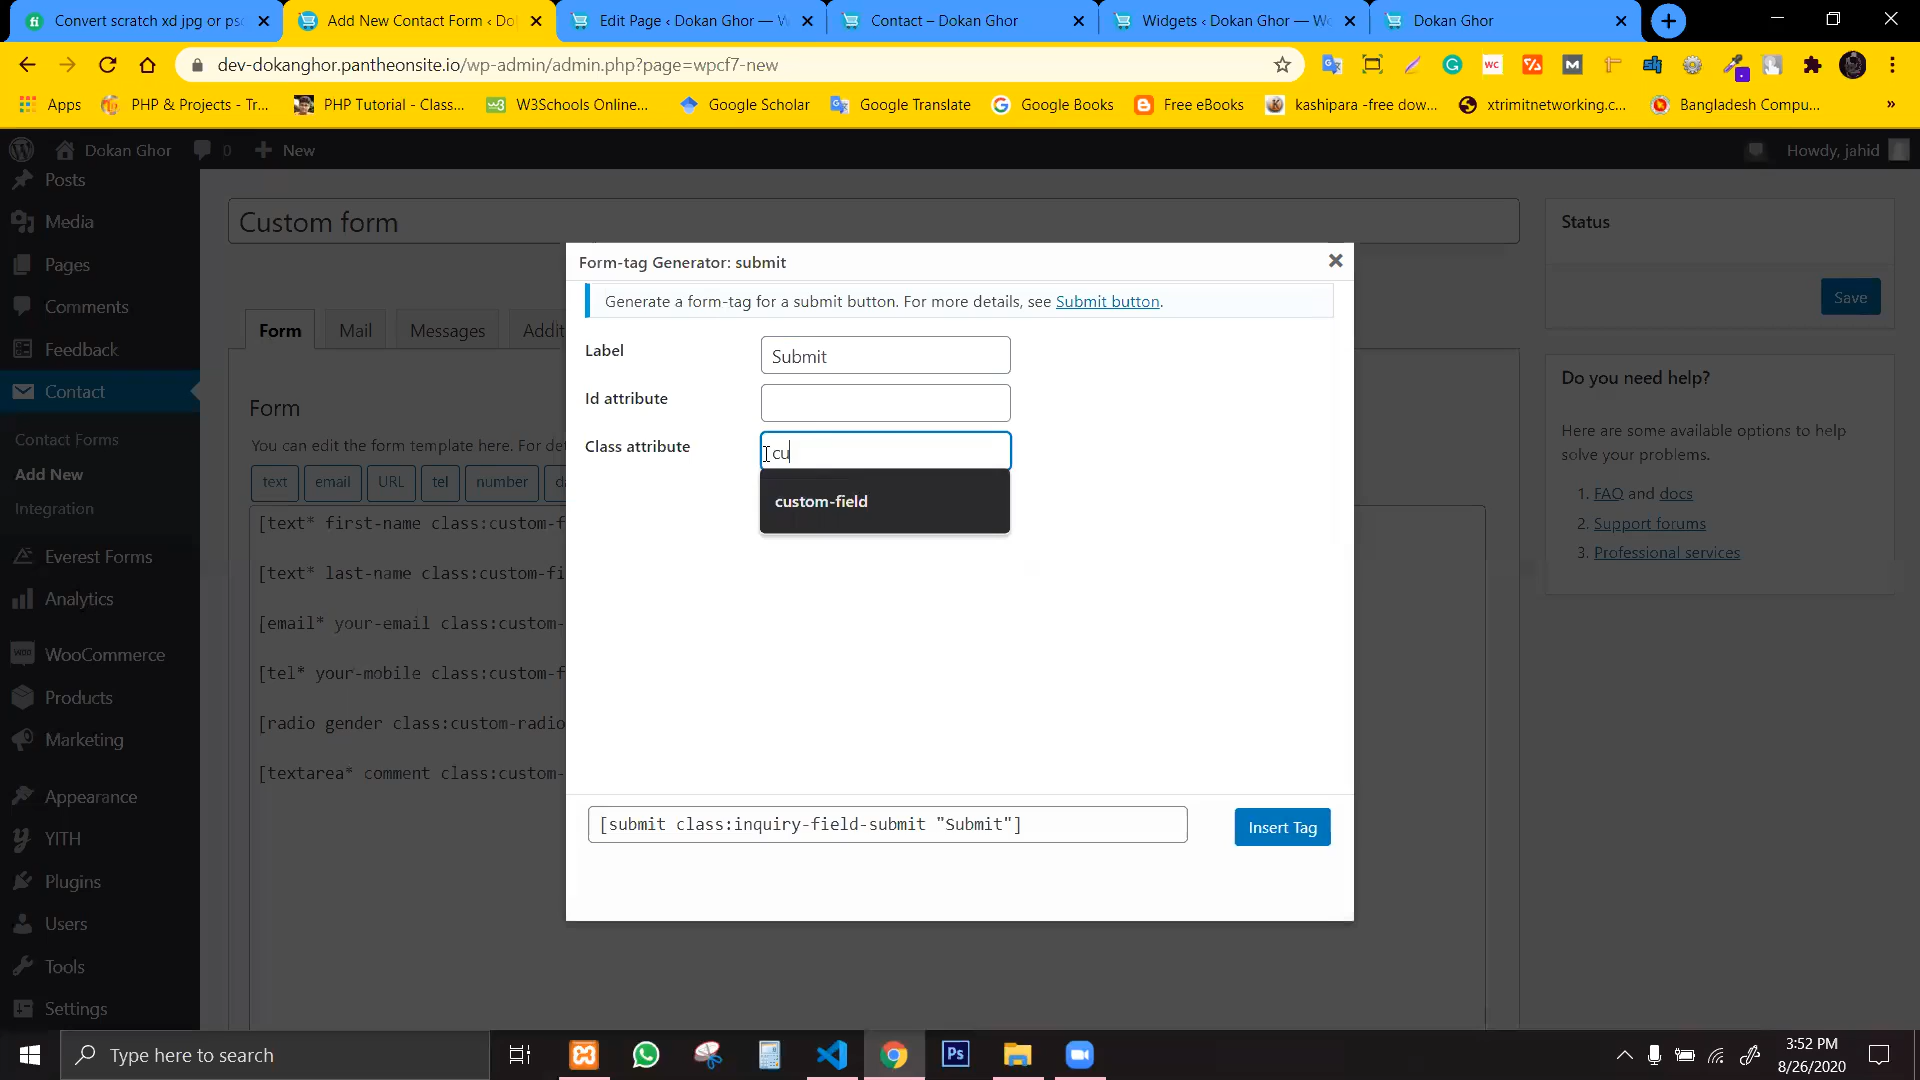 Convert scratch xd jpg or psd
Add New Contact Form ‹ Do
Edit Page ‹ Dokan Ghor — W
Contact – Dokan Ghor
Widgets ‹ Dokan Ghor — Wo
Dokan Ghor
dev-dokanghor.pantheonsite.io/wp-admin/admin.php?page=wpcf7-new
Apps
PHP & Projects - Tr...
PHP Tutorial - Class...
W3Schools Online...
Google Scholar
Google Translate
Google Books
Free eBooks
kashipara -free dow...
xtrimitnetworking.c...
Bangladesh Compu...
»
Dokan Ghor
0
New
Howdy, jahid
Posts
Media
Pages
Comments
Feedback
Contact
Contact Forms
Add New
Integration
Everest Forms
Analytics
WooCommerce
Products
Marketing
Appearance
YITH
Plugins
Users
Tools
Settings
Custom form
Form
Mail
Messages
Addit
Form
You can edit the form template here. For de
text
email
URL
tel
number
da
[text* first-name class:custom-f
[text* last-name class:custom-fi
[email* your-email class:custom-
[tel* your-mobile class:custom-f
[radio gender class:custom-radio
[textarea* comment class:custom-
Form-tag Generator: submit
Generate a form-tag for a submit button. For more details, see Submit button.
Label
Submit
Id attribute
Class attribute
cu
custom-field
[submit class:inquiry-field-submit "Submit"]
Insert Tag
Status
Save
Do you need help?
Here are some available options to help
solve your problems.
1. FAQ and docs
2. Support forums
3. Professional services
Type here to search
Ps
3:52 PM
8/26/2020